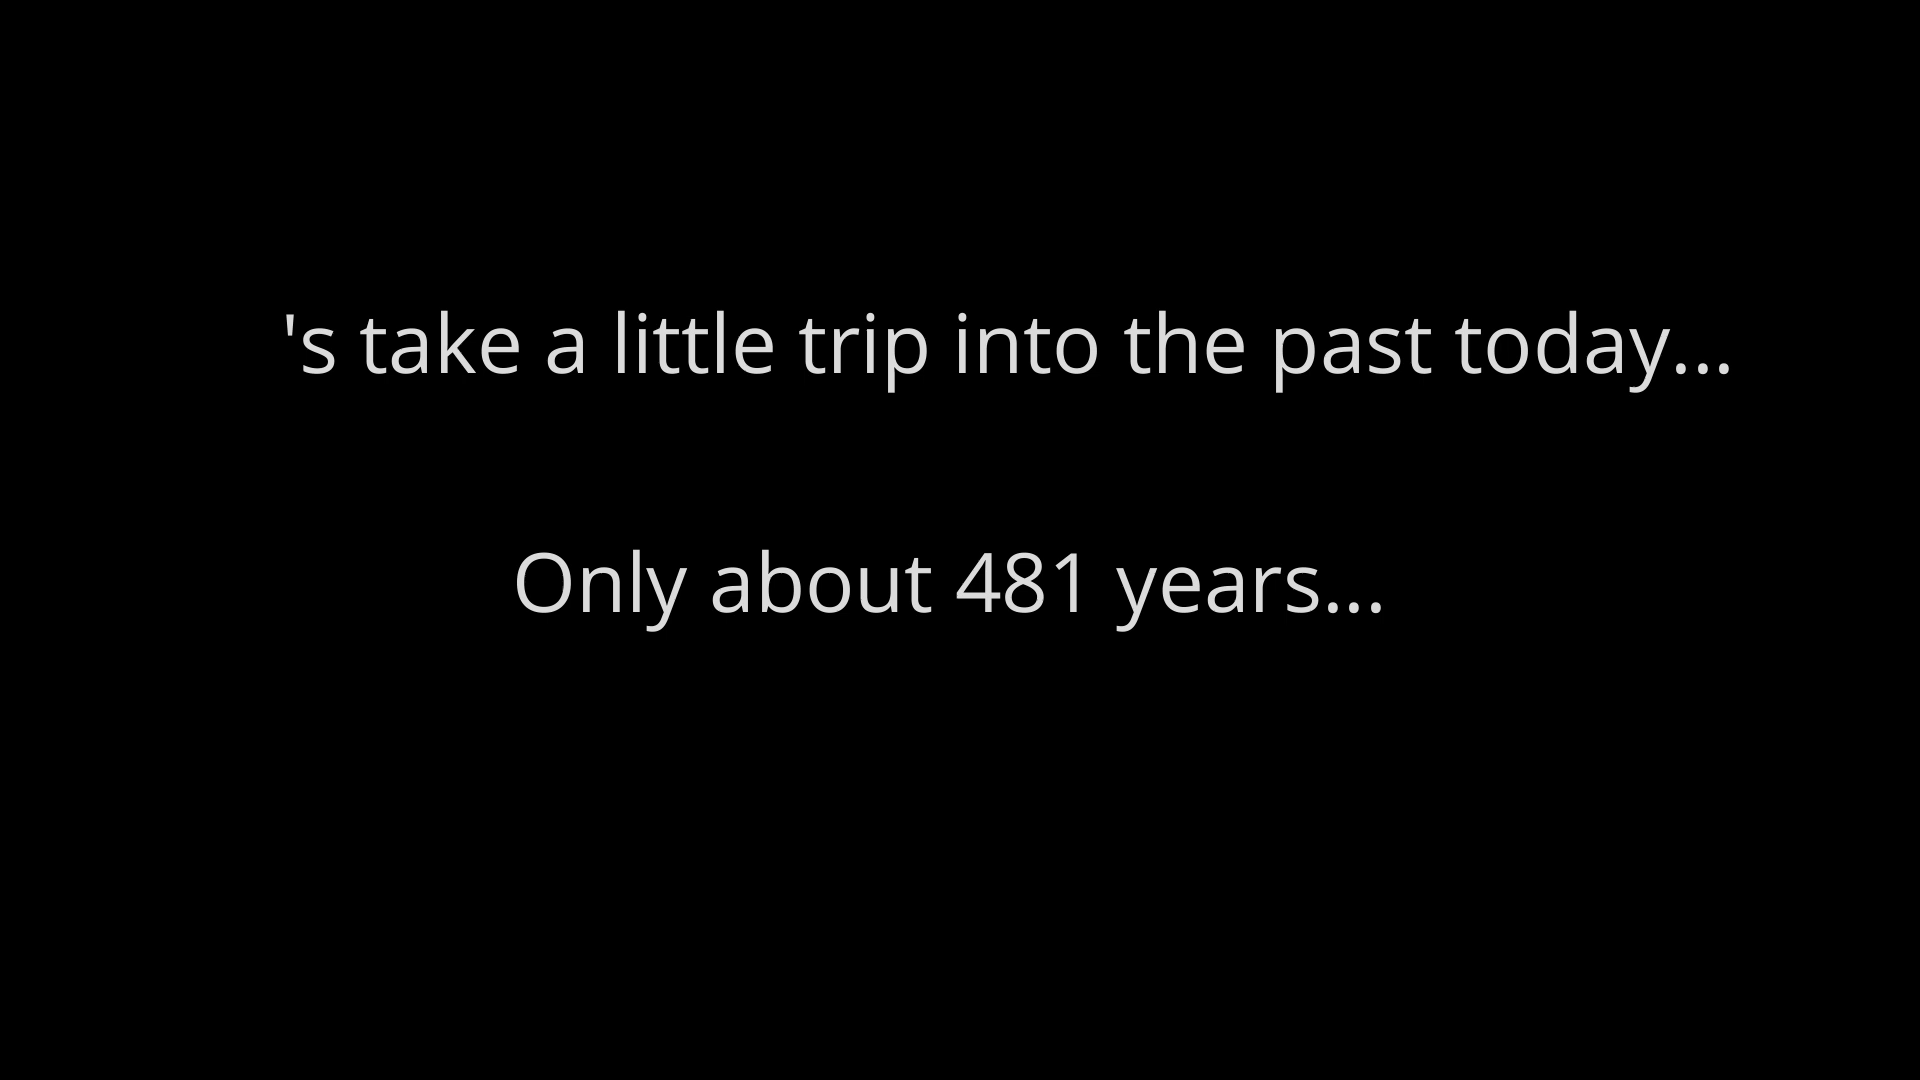 's take a little trip into the past today...
Only about 481 years...